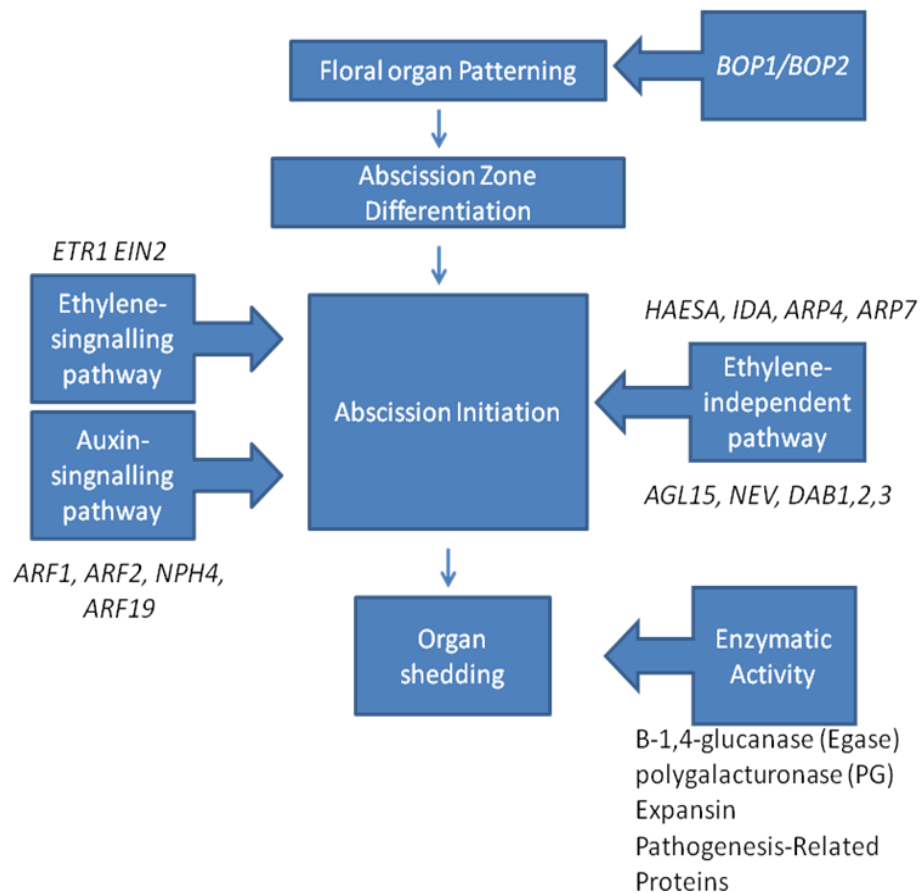 Floral organ Patterning
BOP1/BOP2
Abscission Zone
Differentiation
ETR1 EIN2
Ethylene-
singnalling
pathway
HAESA, IDA, ARP4, ARP7
Ethylene-
independent
pathway
Abscission Initiation
Auxin-
singnalling
pathway
AGL15, NEV, DAB1,2,3
ARF1, ARF2, NPH4,
ARF19
Organ
shedding
Enzymatic
Activity
B-1,4-glucanase (Egase)
polygalacturonase (PG)
Expansin
Pathogenesis-Related
Proteins